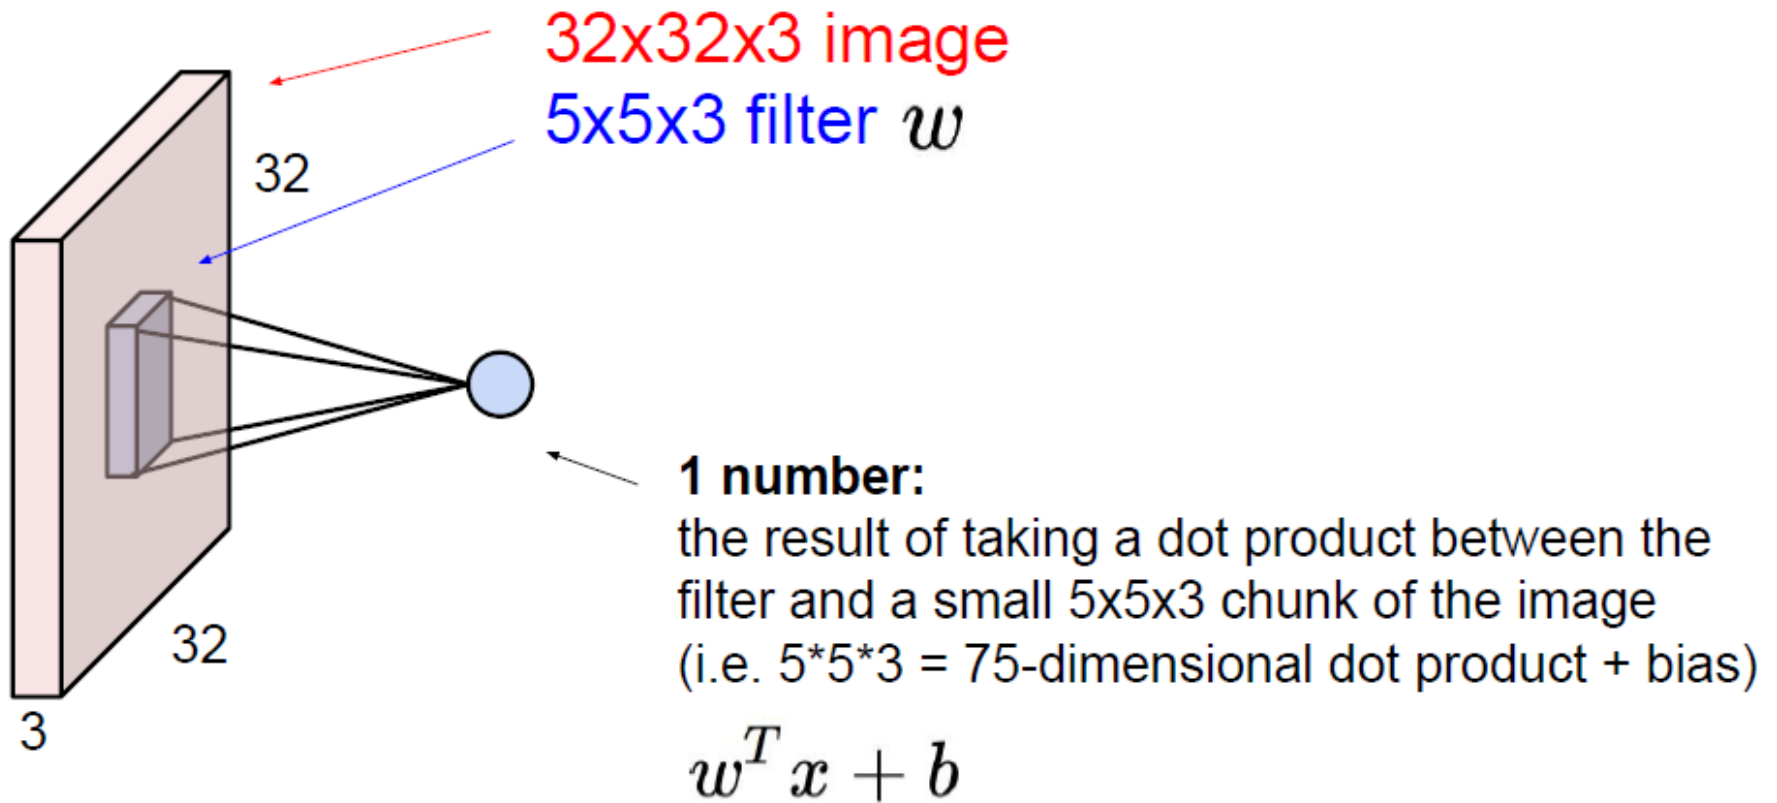 32x32x3 image
5x5x3 filter w
32
32
3
1 number:
the result of taking a dot product between the
filter and a small 5x5x3 chunk of the image
(i.e. 5*5*3 = 75-dimensional dot product + bias)
w^T x + b